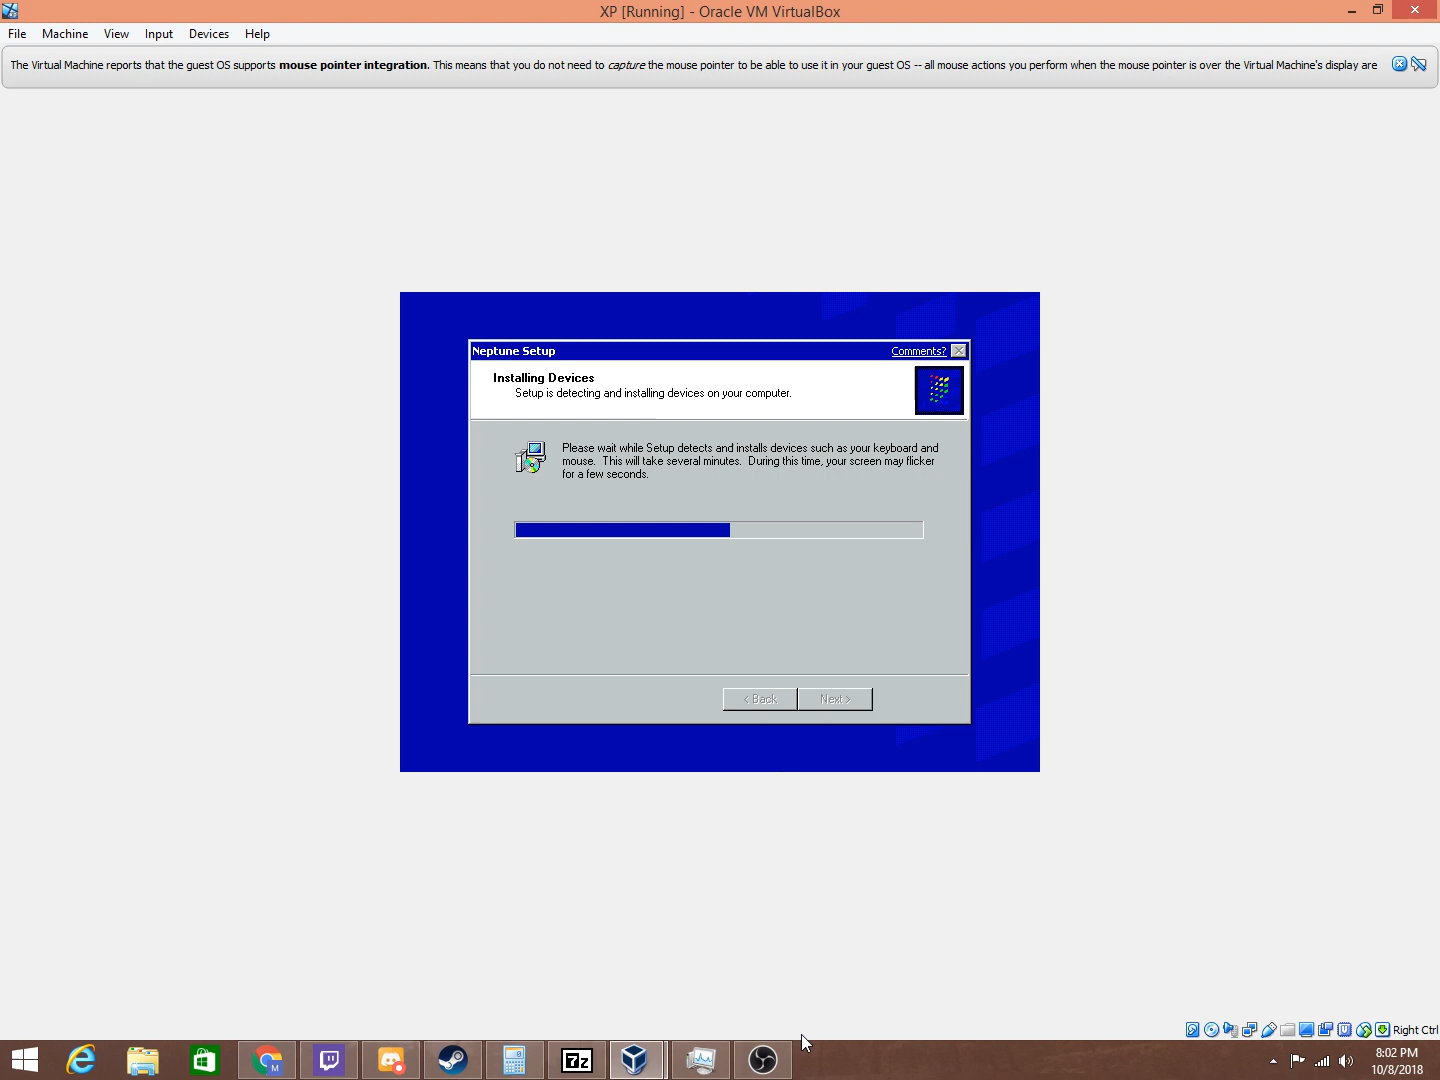 XP [Running] - Oracle VM VirtualBox
File Machine View Input Devices Help
The Virtual Machine reports that the guest OS supports mouse pointer integration. This means that you do not need to capture the mouse pointer to be able to use it in your guest OS -- all mouse actions you perform when the mouse pointer is over the Virtual Machine's display are
Neptune Setup Comments?
Installing Devices
Setup is detecting and installing devices on your computer.
Please wait while Setup detects and installs devices such as your keyboard and
mouse. This will take several minutes. During this time, your screen may flicker
for a few seconds.
< Back Next >
Right Ctrl
M
7z
8:02 PM
10/8/2018